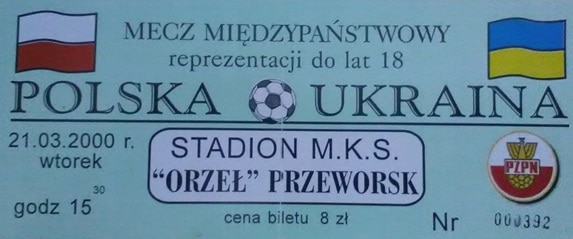 MECZ MIĘDZYPAŃSTWOWY
reprezentacji do lat 18
POLSKA UKRAINA
21.03.2000 r.
wtorek
godz 15 30
STADION M.K.S.
“ORZEŁ” PRZEWORSK
cena biletu 8 zł
PZPN
Nr 000392